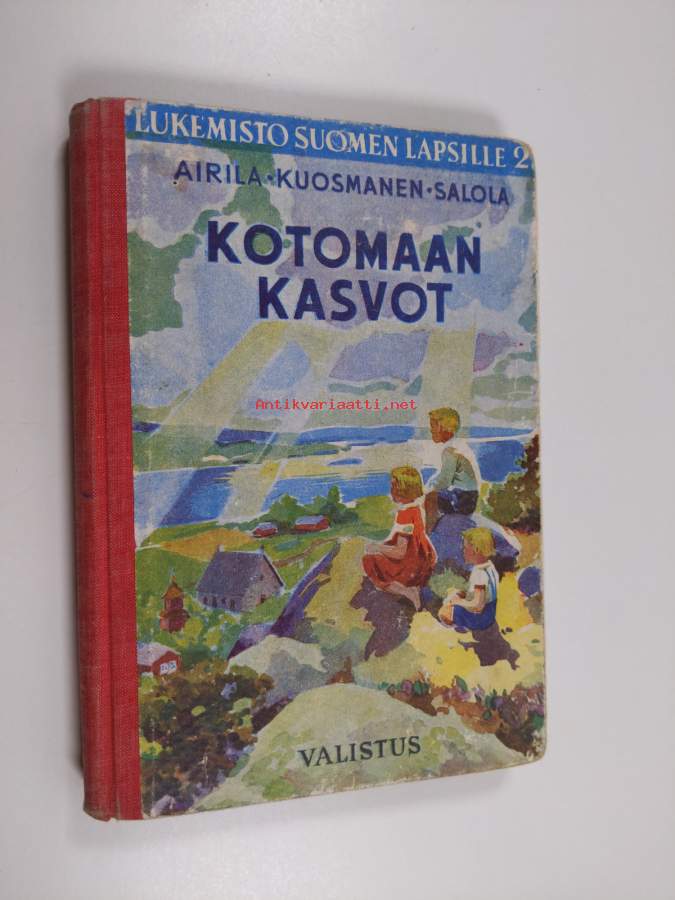 LUKEMISTO SUOMEN LAPSILLE 2
AIRILA • KUOSMANEN • SALOLA
KOTOMAAN
KASVOT
Antikvariaatti.net
VALISTUS